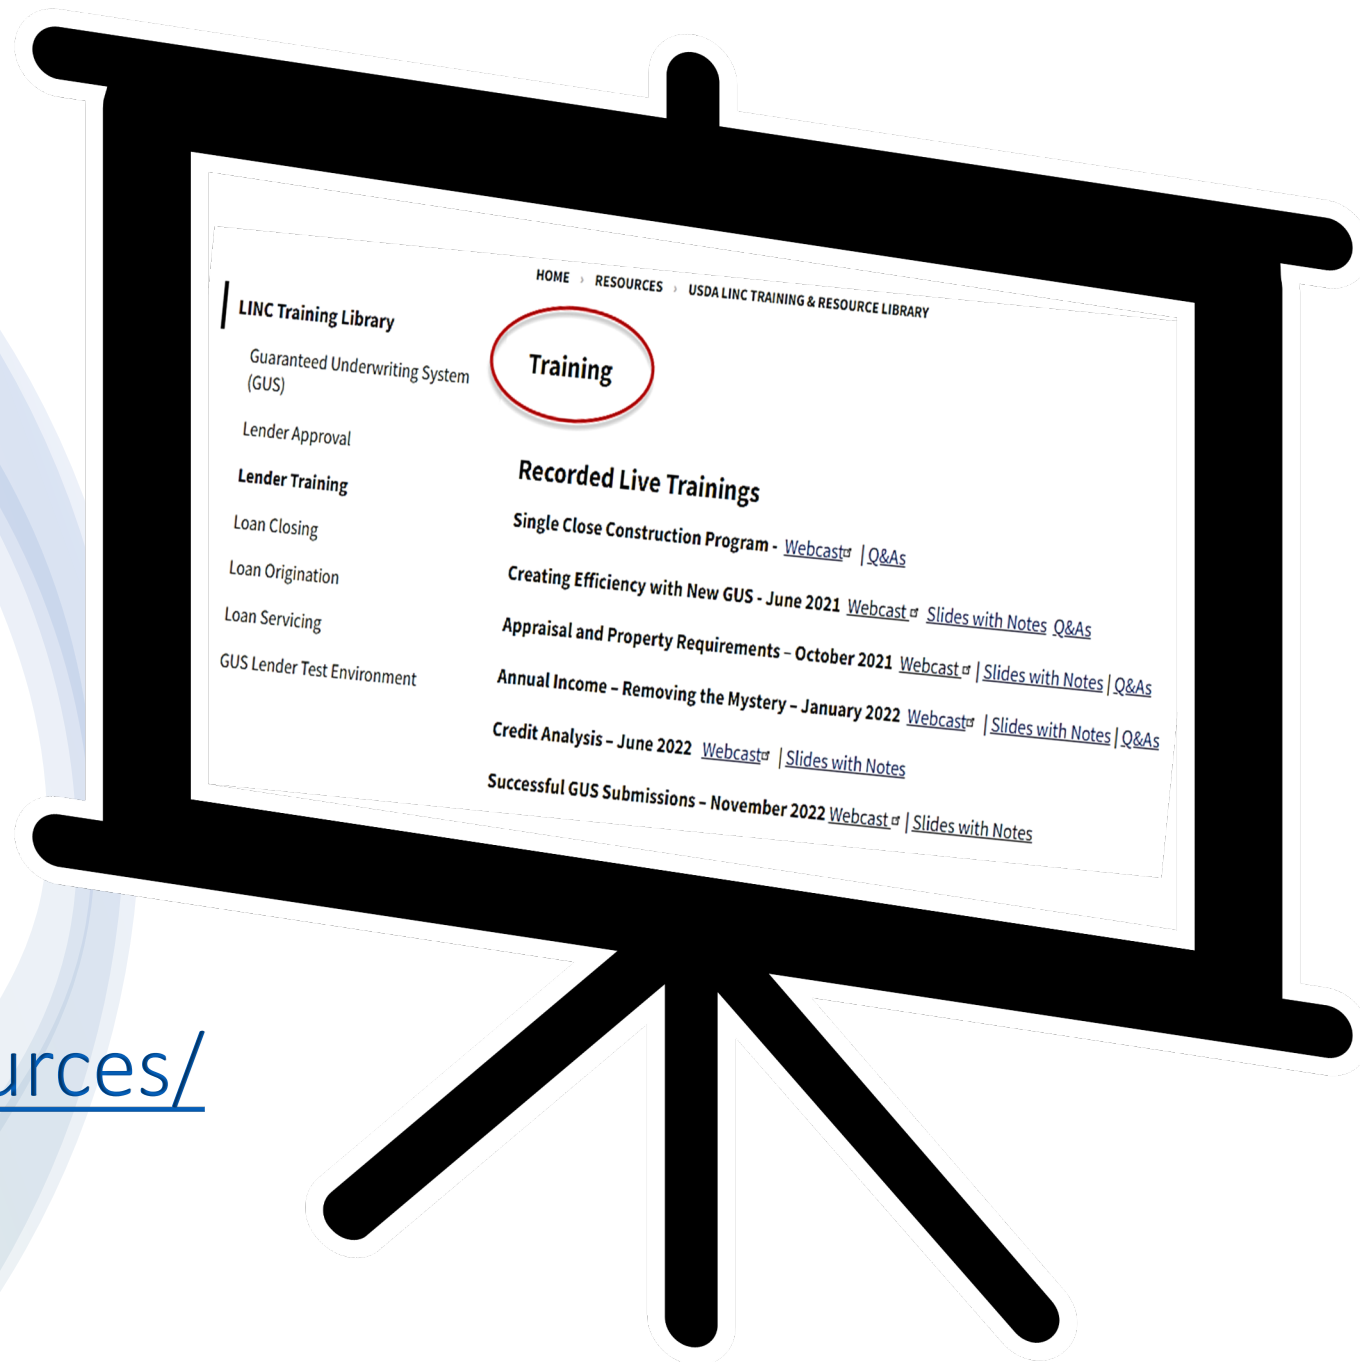 HOME › RESOURCES › USDA LINC TRAINING & RESOURCE LIBRARY
LINC Training Library
Guaranteed Underwriting System
(GUS)
Lender Approval
Lender Training
Loan Closing
Loan Origination
Loan Servicing
GUS Lender Test Environment
Training
Recorded Live Trainings
Single Close Construction Program - Webcast | Q&As
Creating Efficiency with New GUS - June 2021 Webcast Slides with Notes Q&As
Appraisal and Property Requirements – October 2021 Webcast | Slides with Notes | Q&As
Annual Income – Removing the Mystery – January 2022 Webcast | Slides with Notes | Q&As
Credit Analysis – June 2022 Webcast | Slides with Notes
Successful GUS Submissions – November 2022 Webcast | Slides with Notes
urces/